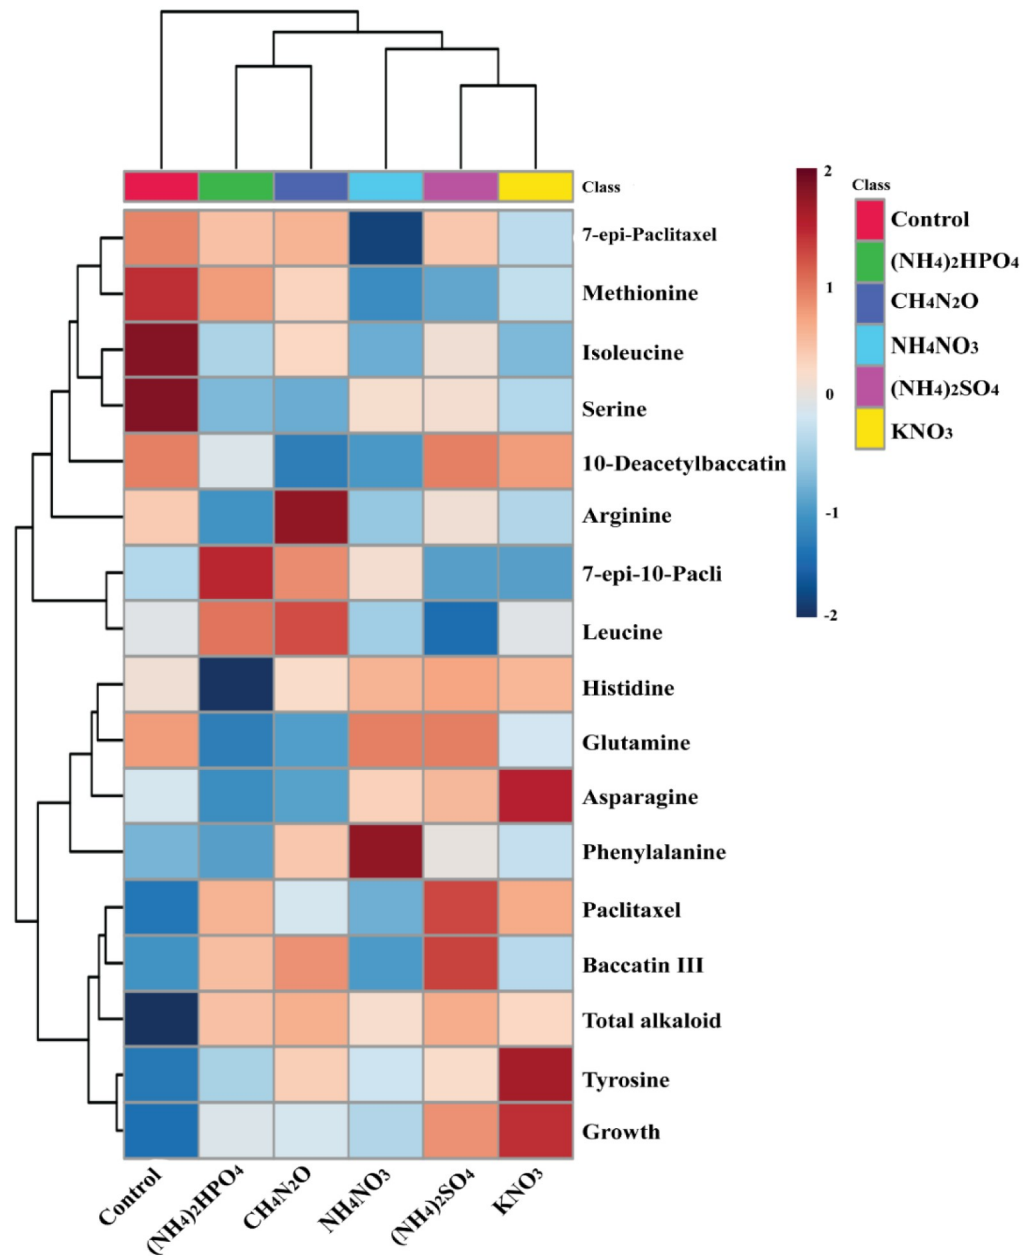 Class
7-epi-Paclitaxel
Methionine
Isoleucine
Serine
10-Deacetylbaccatin
Arginine
7-epi-10-Pacli
Leucine
Histidine
Glutamine
Asparagine
Phenylalanine
Paclitaxel
Baccatin III
Total alkaloid
Tyrosine
Growth
2
1
0
-1
-2
Class
Control
(NH4)2HPO4
CH4N2O
NH4NO3
(NH4)2SO4
KNO3
Control
(NH4)2HPO4
CH4N2O
NH4NO3
(NH4)2SO4
KNO3